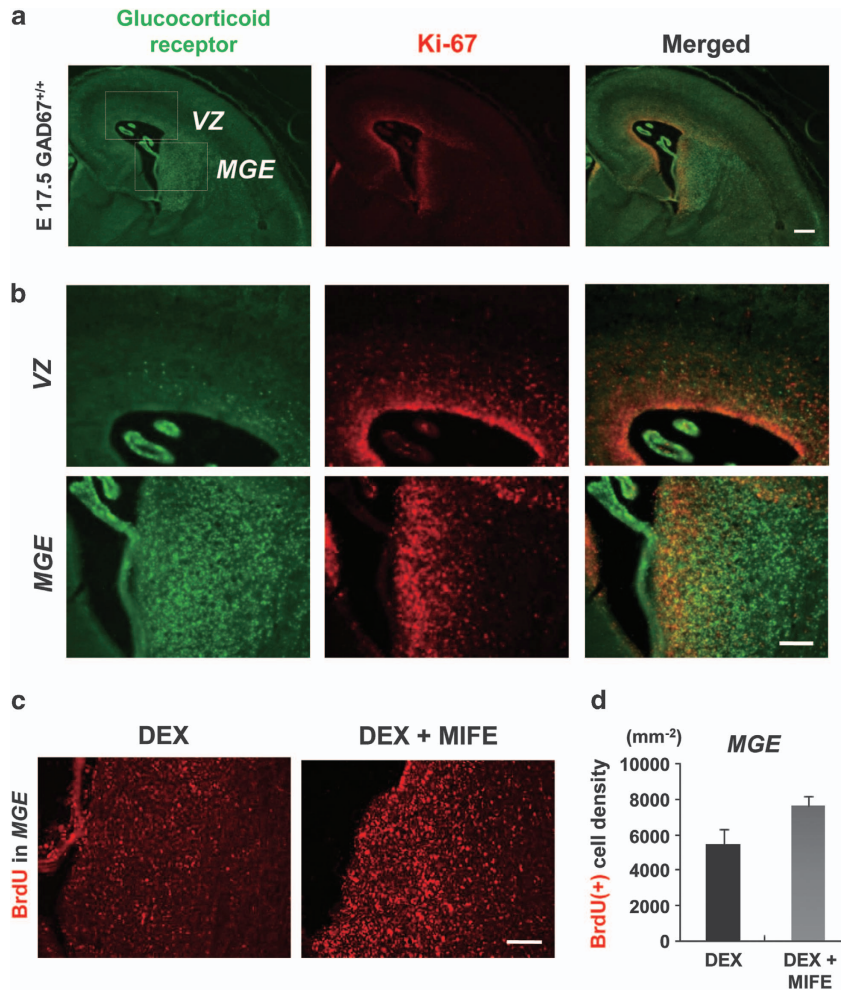 a
Glucocorticoid
receptor
Ki-67
Merged
E 17.5 GAD67+/+
VZ
MGE
b
VZ
MGE
c
DEX
DEX + MIFE
BrdU in MGE
d
(mm-2)
MGE
BrdU(+) cell density
10000
8000
6000
4000
2000
0
DEX
DEX +
MIFE